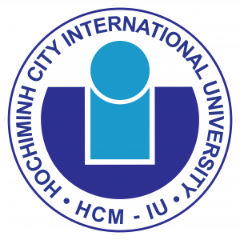 HOCHIMINH CITY INTERNATIONAL UNIVERSITY
• HCM - IU •